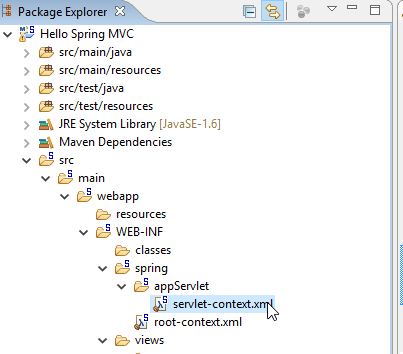 Package Explorer
Hello Spring MVC
src/main/java
src/main/resources
src/test/java
src/test/resources
JRE System Library [JavaSE-1.6]
Maven Dependencies
src
main
webapp
resources
WEB-INF
classes
spring
appServlet
servlet-context.xml
root-context.xml
views